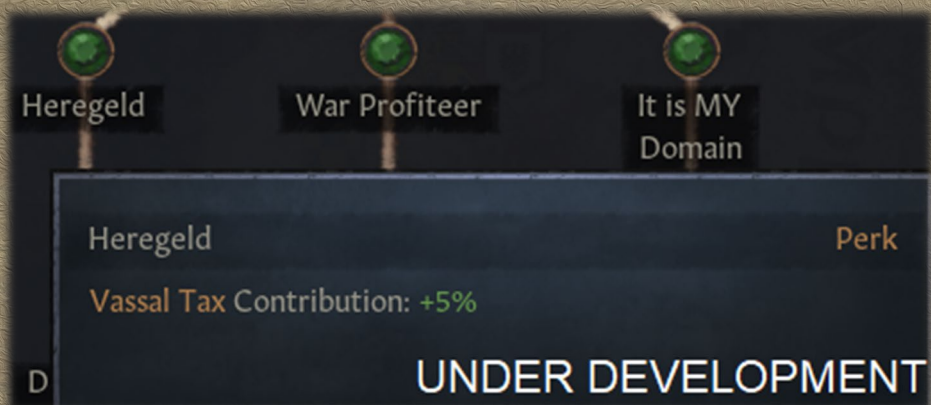 Heregeld
War Profiteer
It is MY
Domain
Heregeld
Perk
Vassal Tax Contribution: +5%
D
UNDER DEVELOPMENT